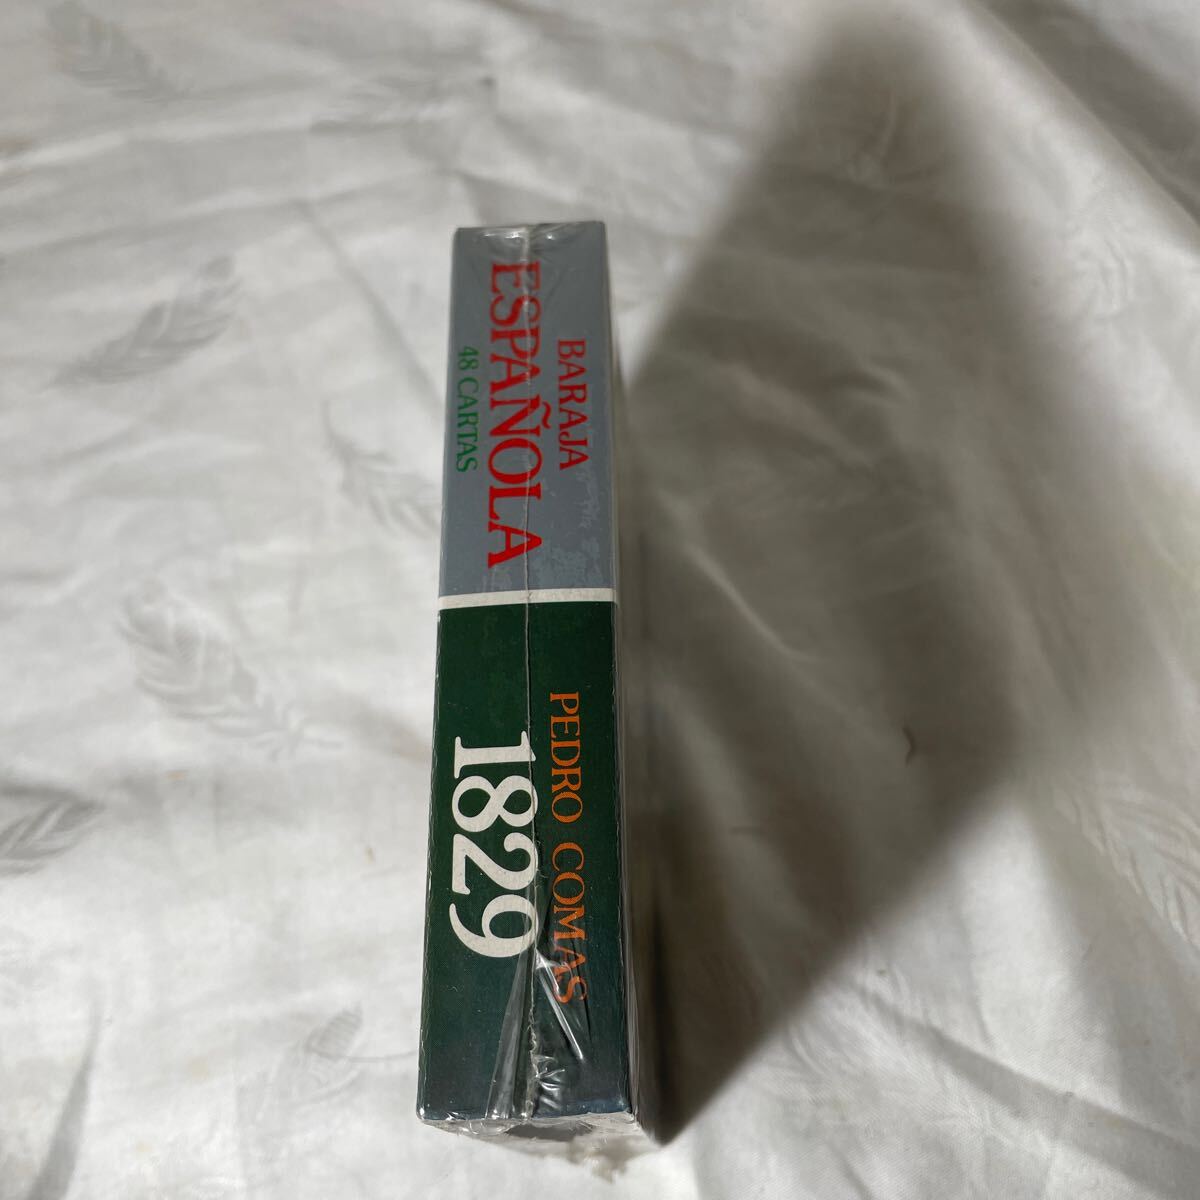 BARAJA
ESPAÑOLA
48 CARTAS
PEDRO COMAS
1829